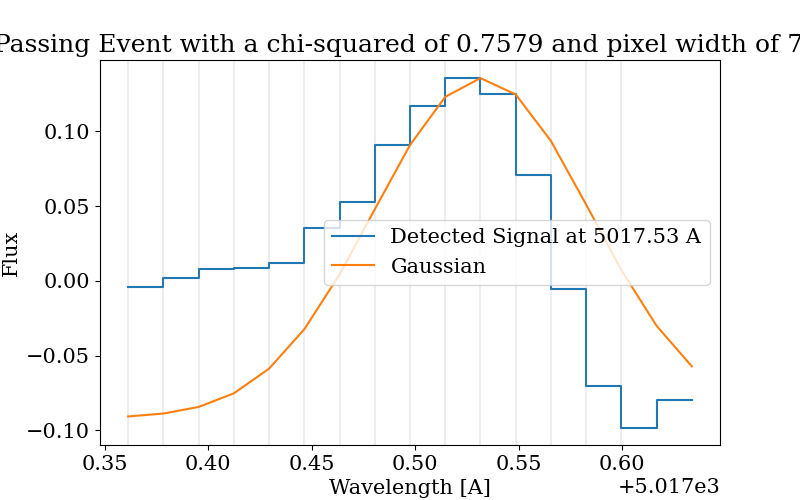 Passing Event with a chi-squared of 0.7579 and pixel width of 7
Flux
0.10
0.05
0.00
−0.05
−0.10
Detected Signal at 5017.53 A
Gaussian
0.35 0.40 0.45 0.50 0.55 0.60
+5.017e3
Wavelength [A]